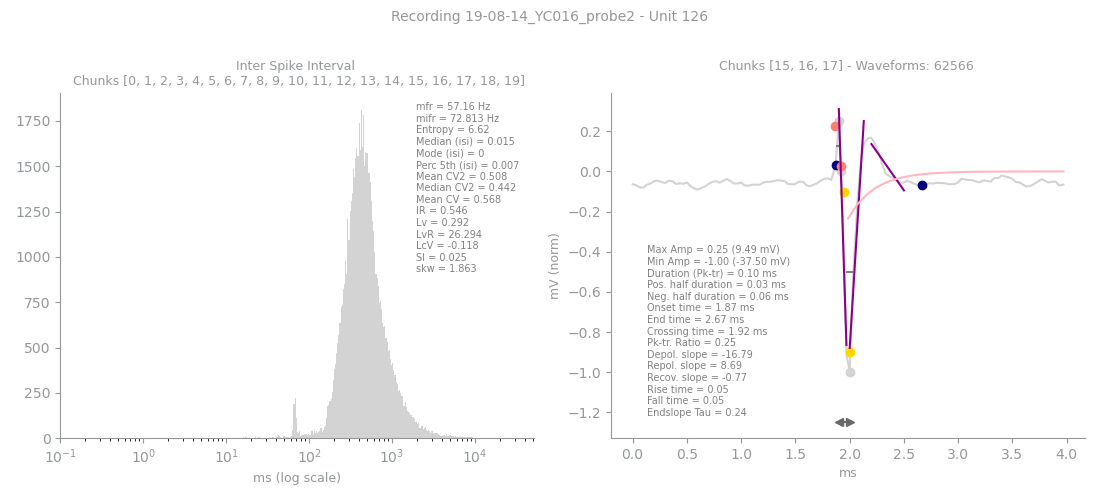 Recording 19-08-14_YC016_probe2 - Unit 126
Inter Spike Interval
Chunks [0, 1, 2, 3, 4, 5, 6, 7, 8, 9, 10, 11, 12, 13, 14, 15, 16, 17, 18, 19]
mfr = 57.16 Hz
mifr = 72.813 Hz
Entropy = 6.62
Median (isi) = 0.015
Mode (isi) = 0
Perc 5th (isi) = 0.007
Mean CV2 = 0.508
Median CV2 = 0.442
Mean CV = 0.568
IR = 0.546
Lv = 0.292
LvR = 26.294
LcV = -0.118
SI = 0.025
skw = 1.863
1750
1500
1250
1000
750
500
250
0
10⁻¹ 10⁰ 10¹ 10² 10³ 10⁴
ms (log scale)
Chunks [15, 16, 17] - Waveforms: 62566
mV (norm)
0.2
0.0
−0.2
−0.4
−0.6
−0.8
−1.0
−1.2
Max Amp = 0.25 (9.49 mV)
Min Amp = -1.00 (-37.50 mV)
Duration (Pk-tr) = 0.10 ms
Pos. half duration = 0.03 ms
Neg. half duration = 0.06 ms
Onset time = 1.87 ms
End time = 2.67 ms
Crossing time = 1.92 ms
Pk-tr. Ratio = 0.25
Depol. slope = -16.79
Repol. slope = 8.69
Recov. slope = -0.77
Rise time = 0.05
Fall time = 0.05
Endslope Tau = 0.24
0.0 0.5 1.0 1.5 2.0 2.5 3.0 3.5 4.0
ms